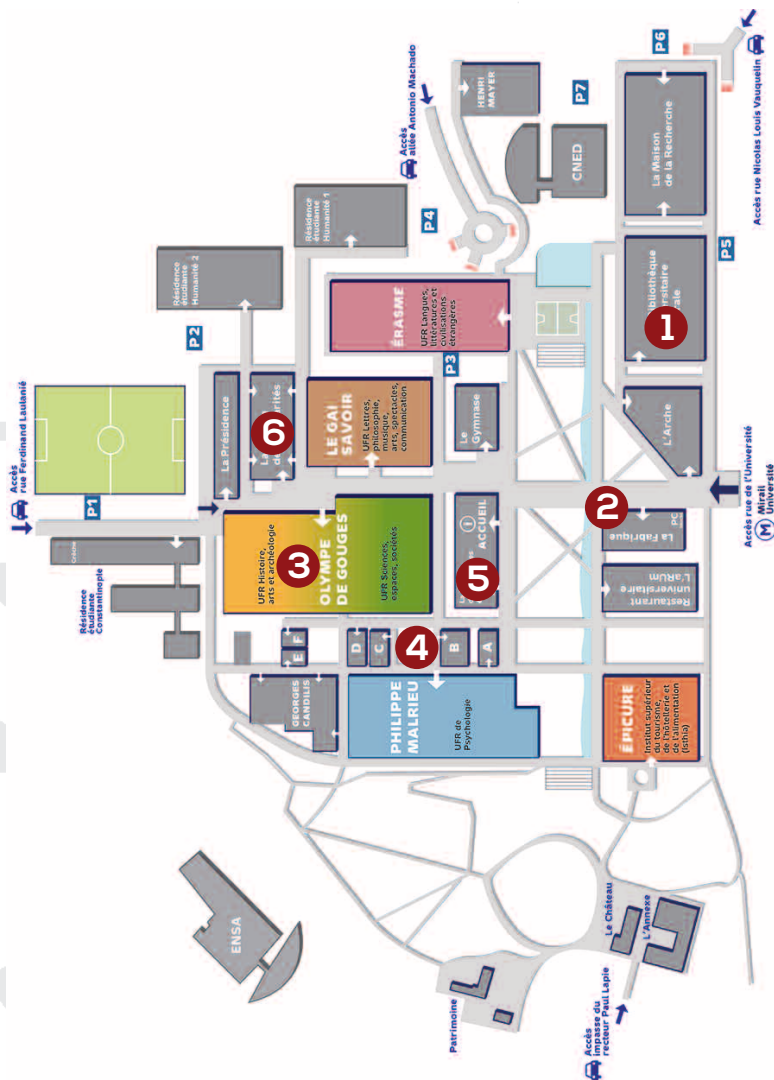 P6
Accès rue Nicolas Louis Vauquelin
Accès
allée Antonio Machado
HENRI
MAYER
P7
CNED
La Maison
de la Recherche
P4
P5
Résidence
étudiante
Humanité 1
Résidence
étudiante
Humanité 2
P2
ÉRASME
UFR Langues,
littératures et
civilisations
étrangères
P3
Bibliothèque
1
Accès
rue Ferdinand Laulanié
P1
La Présidence
6
LE GAI
SAVOIR
UFR Lettres,
philosophie,
musique,
arts, spectacles,
communication
Le
Gymnase
L'Arche
Accès rue de l'Université
M Mirail
Université
Crèche
Résidence
étudiante
Constantinople
UFR Histoire,
arts et archéologie
3
OLYMPE
DE GOUGES
UFR Sciences,
espaces, sociétés
i
ACCUEIL
5
2
PC
La Fabrique
Restaurant
universitaire
L'aRUm
E
F
D
C
4
B
A
GEORGES
CANDILIS
PHILIPPE
MALRIEU
UFR de
Psychologie
ÉPICURE
Institut supérieur
du tourisme,
de l'hôtellerie et
de l'alimentation
(Isthia)
ENSA
Le Château
L'Annexe
Patrimoine
Accès
impasse du
recteur Paul Lapie